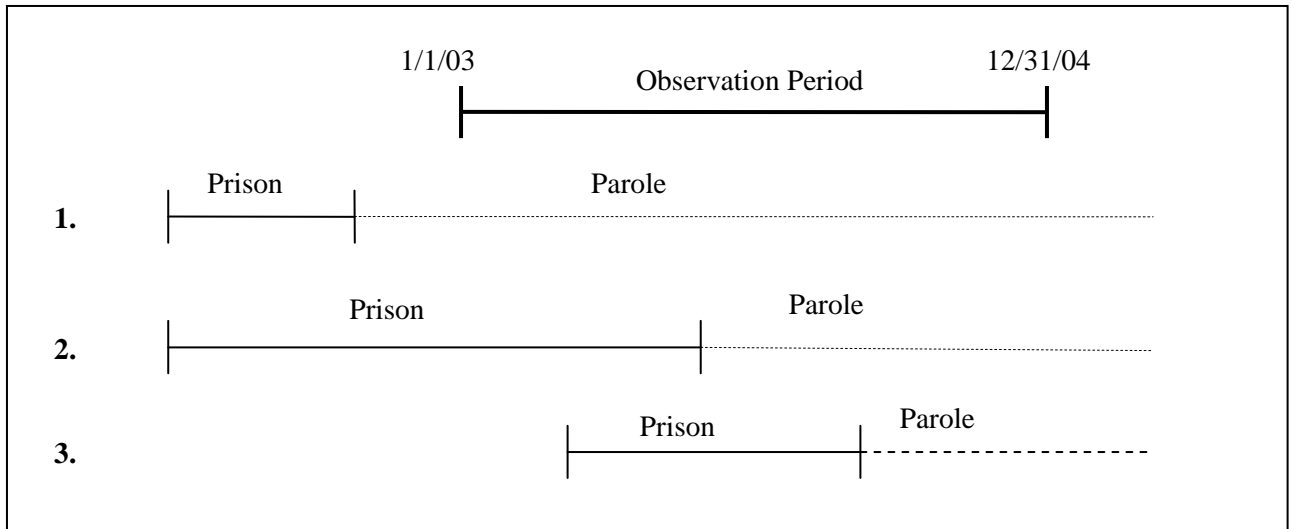 1/1/03 12/31/04
Observation Period
Prison Parole
1.
Prison Parole
2.
Prison Parole
3.